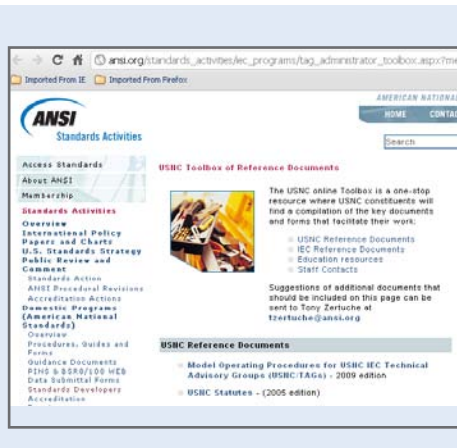 ansi.org/standards_activities/iec_programs/tag_administrator_toolbox.aspx?me
Imported From IE Imported From Firefox
AMERICAN NATIONAL
HOME CONTAC
ANSI
Standards Activities
Search
Access Standards
About ANSI
Membership
Standards Activities
Overview
International Policy
Papers and Charts
U.S. Standards Strategy
Public Review and
Comment
Standards Action
ANSI Procedural Revisions
Accreditation Actions
Domestic Programs
(American National
Standards)
Overview
Procedures, Guides and
Forms
Guidance Documents
PINS & BSR8/108 WEB
Data Submittal Forms
Standards Developers
Accreditation
USNC Toolbox of Reference Documents
The USNC online Toolbox is a one-stop
resource where USNC constituents will
find a compilation of the key documents
and forms that facilitate their work:
USNC Reference Documents
IEC Reference Documents
Education resources
Staff Contacts
Suggestions of additional documents that
should be included on this page can be
sent to Tony Zertuche at
tzertuche@ansi.org
USNC Reference Documents
Model Operating Procedures for USNC IEC Technical
Advisory Groups (USNC TAGs) - 2009 edition
USNC Statutes - (2005 edition)